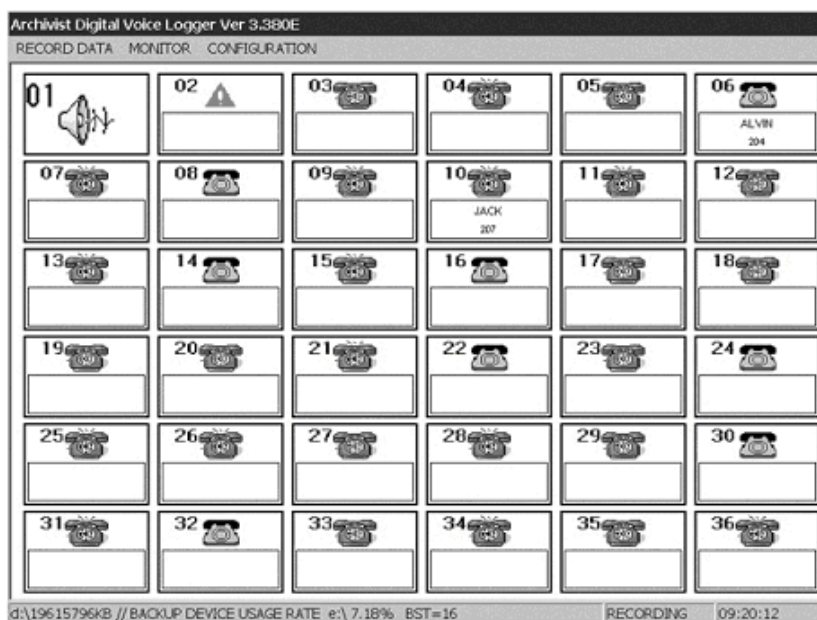 Archivist Digital Voice Logger Ver 3.380E
RECORD DATA MONITOR CONFIGURATION
01 02 03 04 05 06
ALVIN
204
07 08 09 10 11 12
JACK
207
13 14 15 16 17 18
19 20 21 22 23 24
25 26 27 28 29 30
31 32 33 34 35 36
d:\19615796KB // BACKUP DEVICE USAGE RATE e:\ 7.18% BST=16 RECORDING 09:20:12